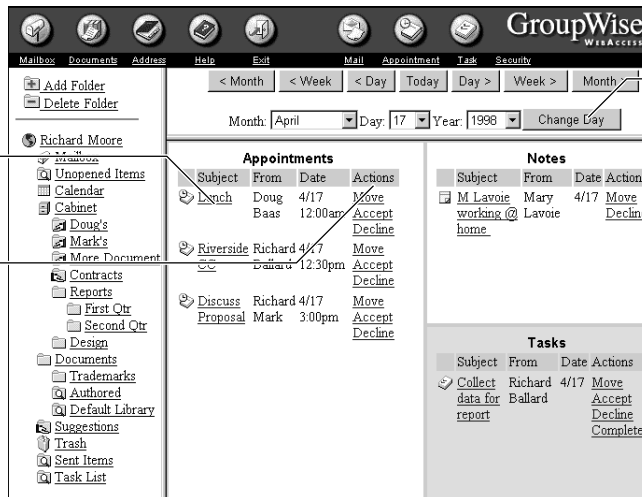 GroupWise
WEBACCESS
Mailbox Documents Address Help Exit Mail Appointment Task Security
Add Folder
Delete Folder
Richard Moore
Mailbox
Unopened Items
Calendar
Cabinet
Doug's
Mark's
More Document
Contracts
Reports
First Qtr
Second Qtr
Design
Documents
Trademarks
Authored
Default Library
Suggestions
Trash
Sent Items
Task List
< Month < Week < Day Today Day > Week > Month >
Month: April Day: 17 Year: 1998 Change Day
Appointments
Subject From Date Actions
Lunch Doug 4/17 Move
Baas 12:00am Accept
Decline
Riverside Richard 4/17 Move
CC Ballard 12:30pm Accept
Decline
Discuss Richard 4/17 Move
Proposal Mark 3:00pm Accept
Decline
Notes
Subject From Date Action
M Lavoie Mary 4/17 Move
working @ Lavoie Declin
home
Tasks
Subject From Date Actions
Collect Richard 4/17 Move
data for Ballard Accept
report Decline
Complete